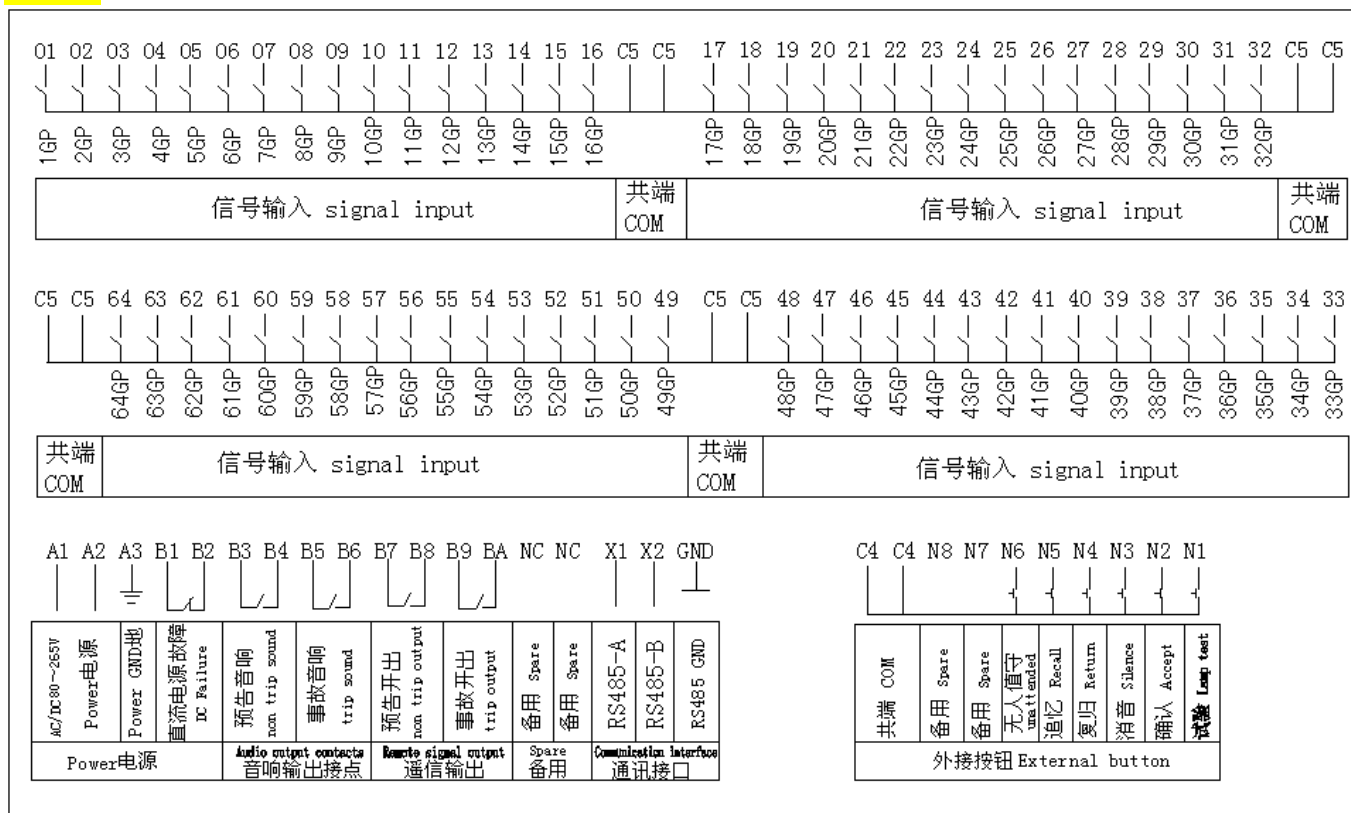 01 02 03 04 05 06 07 08 09 10 11 12 13 14 15 16 C5 C5 17 18 19 20 21 22 23 24 25 26 27 28 29 30 31 32 C5 C5
1GP 2GP 3GP 4GP 5GP 6GP 7GP 8GP 9GP 10GP 11GP 12GP 13GP 14GP 15GP 16GP 17GP 18GP 19GP 20GP 21GP 22GP 23GP 24GP 25GP 26GP 27GP 28GP 29GP 30GP 31GP 32GP
信号输入 signal input
共端
COM
信号输入 signal input
共端
COM
C5 C5 64 63 62 61 60 59 58 57 56 55 54 53 52 51 50 49 C5 C5 48 47 46 45 44 43 42 41 40 39 38 37 36 35 34 33
64GP 63GP 62GP 61GP 60GP 59GP 58GP 57GP 56GP 55GP 54GP 53GP 52GP 51GP 50GP 49GP 48GP 47GP 46GP 45GP 44GP 43GP 42GP 41GP 40GP 39GP 38GP 37GP 36GP 35GP 34GP 33GP
共端
COM
信号输入 signal input
共端
COM
信号输入 signal input
A1 A2 A3 B1 B2 B3 B4 B5 B6 B7 B8 B9 BA NC NC X1 X2 GND
AC/DC80~265V
Power电源
Power GND地
直流电源故障
DC Failure
预告音响
non trip sound
事故音响
trip sound
预告开出
non trip output
事故开出
trip output
备用 Spare
备用 Spare
RS485-A
RS485-B
RS485 GND
Power电源
Audio output contacts
音响输出接点
Remote signal output
遥信输出
Spare
备用
Communication interface
通讯接口
C4 C4 N8 N7 N6 N5 N4 N3 N2 N1
共端 COM
备用 Spare
备用 Spare
无人值守
unattended
追忆 Recall
复归 Return
消音 Silence
确认 Accept
试验 Lamp test
外接按钮 External button